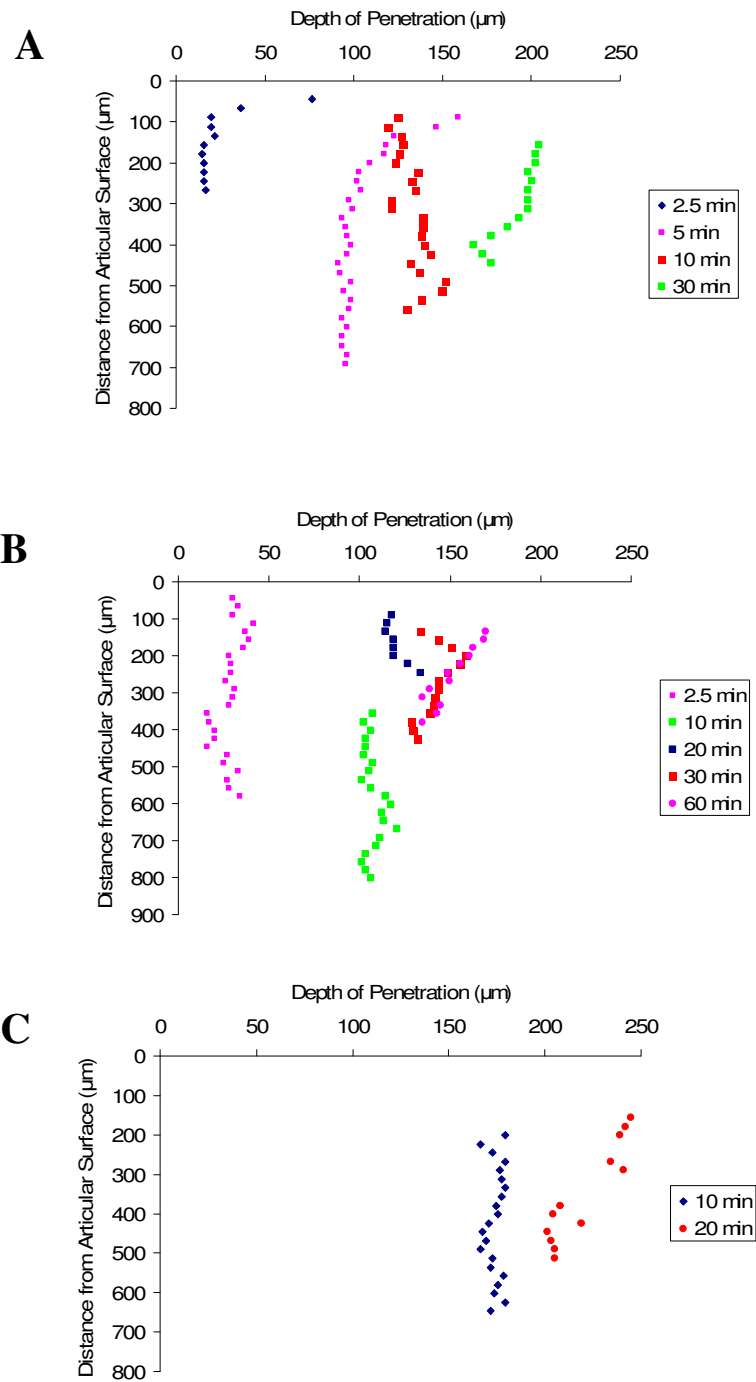 A
Depth of Penetration (µm)
0 50 100 150 200 250
Distance from Articular Surface (µm)
0
100
200
300
400
500
600
700
800
2.5 min
5 min
10 min
30 min
B
Depth of Penetration (µm)
0 50 100 150 200 250
Distance from Articular Surface (µm)
0
100
200
300
400
500
600
700
800
900
2.5 min
10 min
20 min
30 min
60 min
C
Depth of Penetration (µm)
0 50 100 150 200 250
Distance from Articular Surface (µm)
0
100
200
300
400
500
600
700
800
10 min
20 min